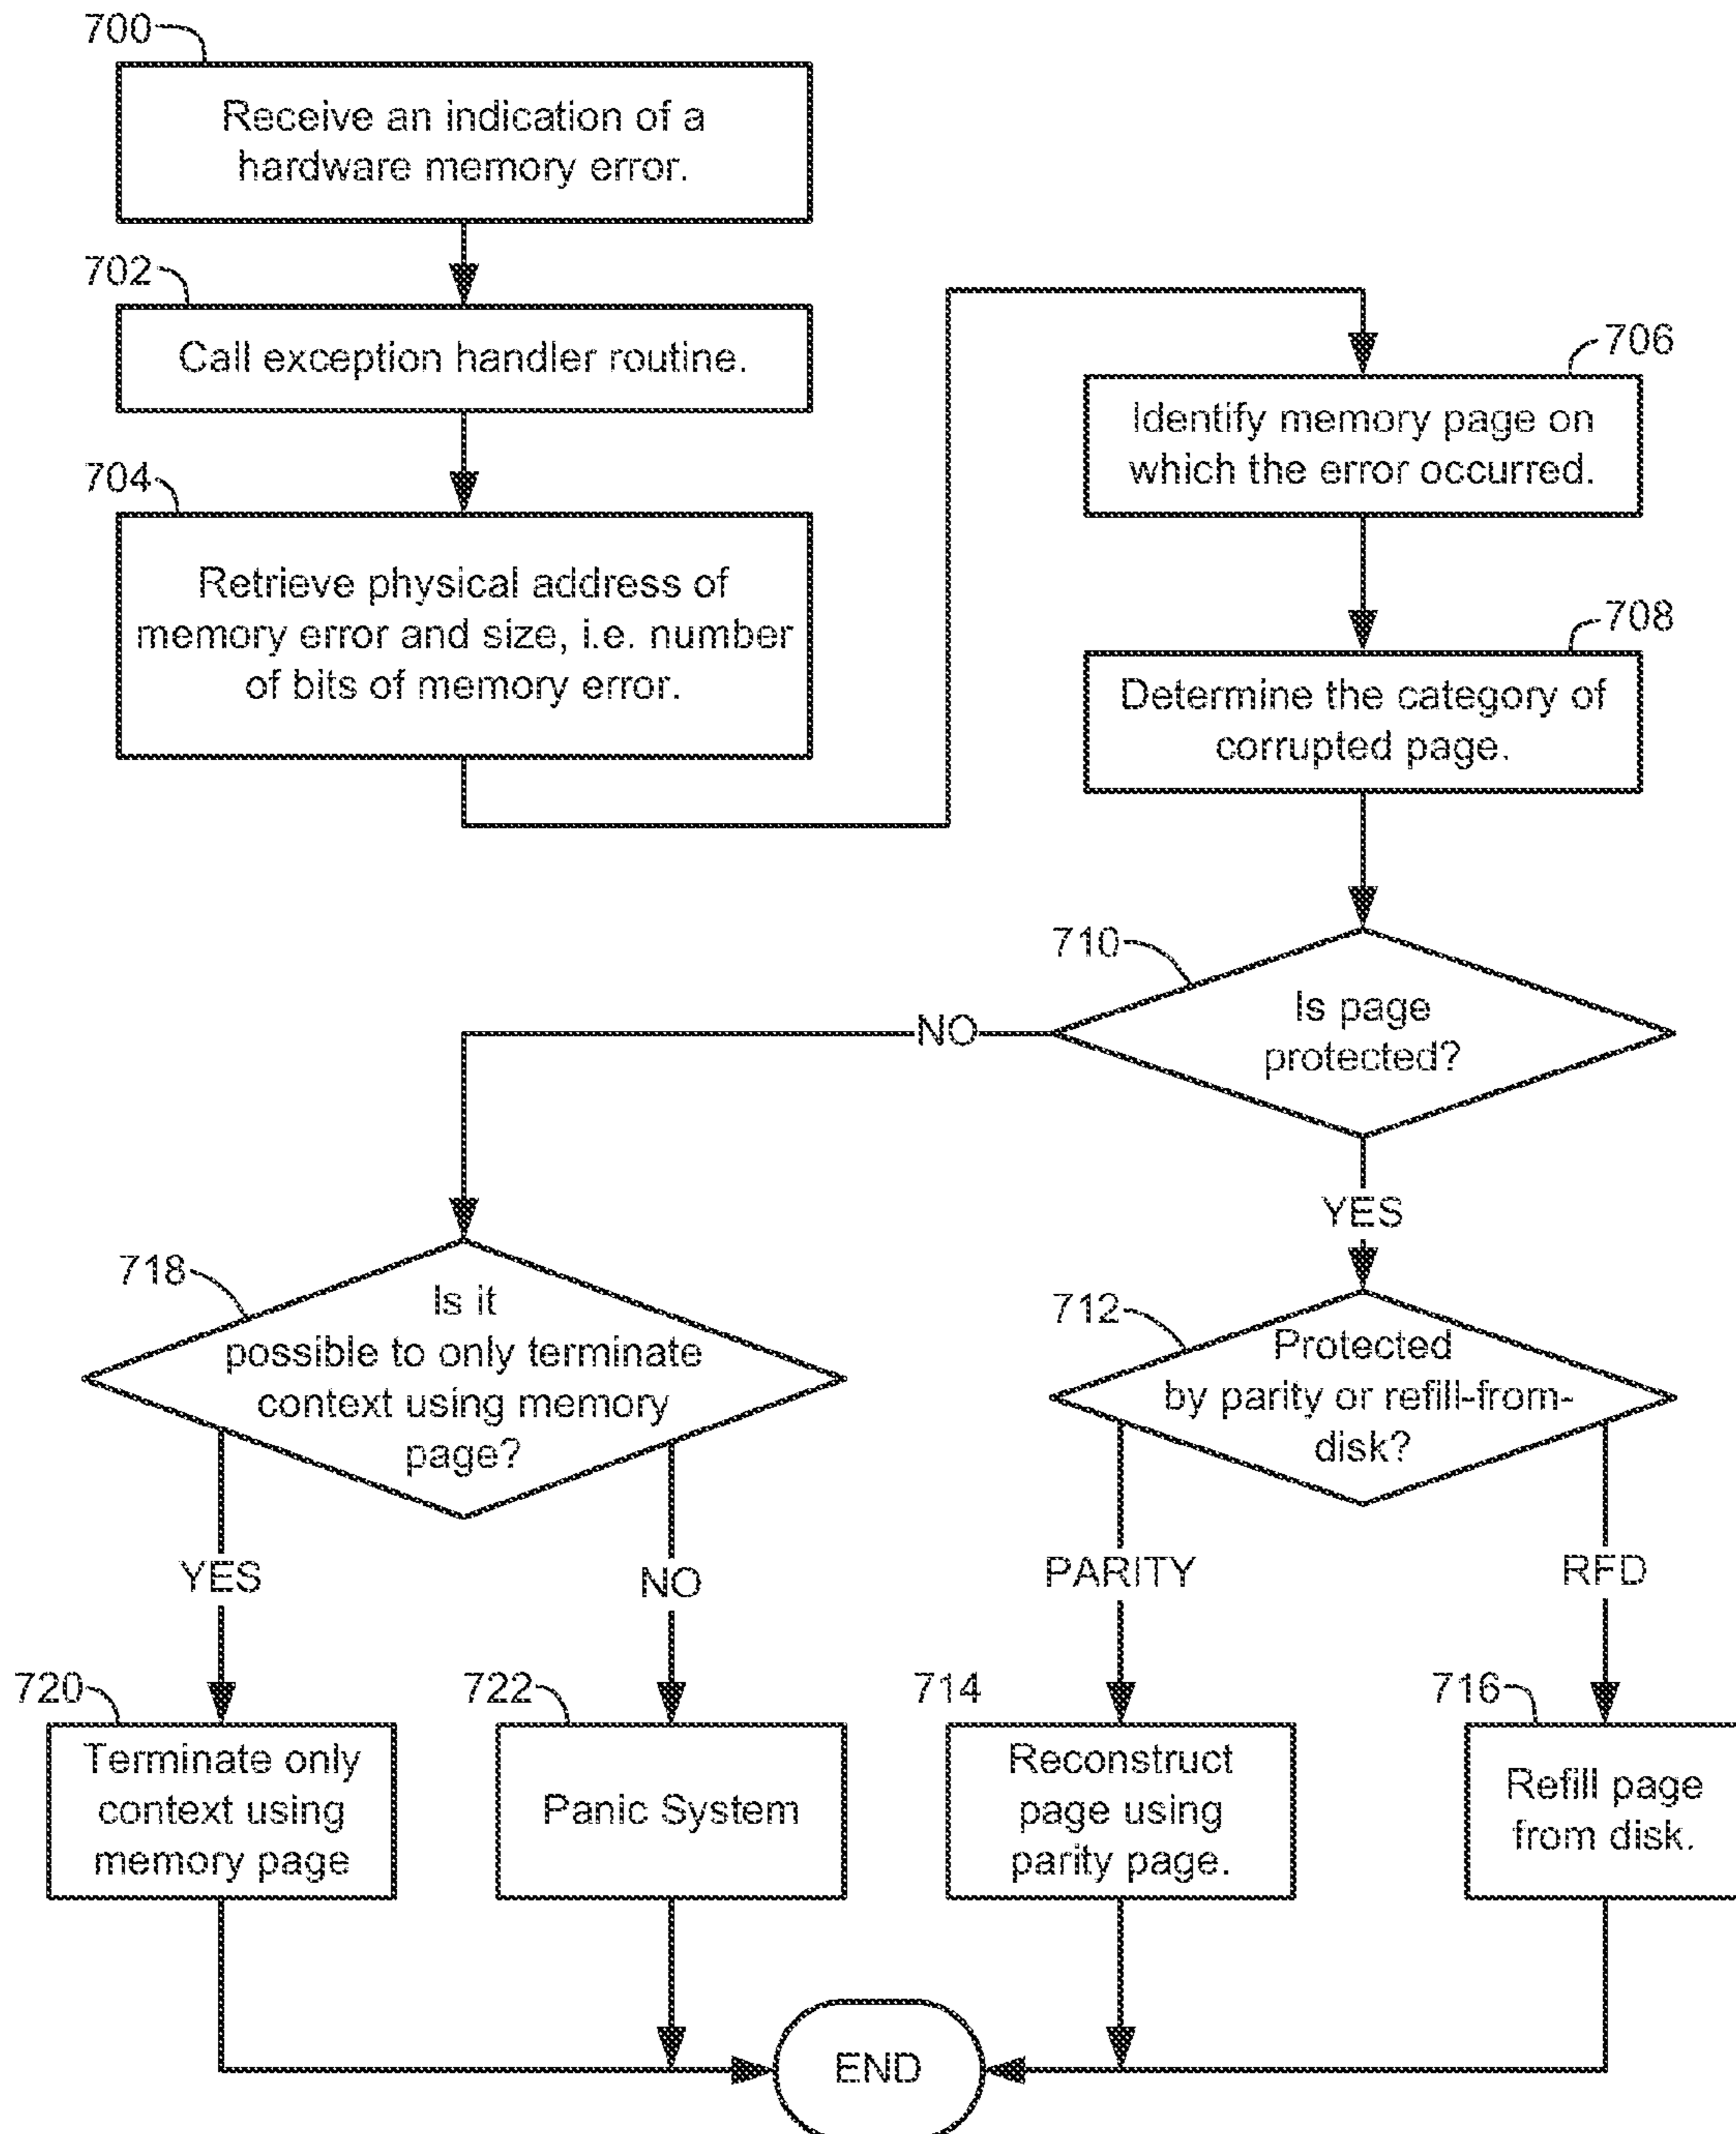 700
Receive an indication of a
hardware memory error.
702
Call exception handler routine.
704
Retrieve physical address of
memory error and size, i.e. number
of bits of memory error.
706
Identify memory page on
which the error occurred.
708
Determine the category of
corrupted page.
710
Is page
protected?
NO
YES
712
Protected
by parity or refill-from-
disk?
718
Is it
possible to only terminate
context using memory
page?
YES
NO
PARITY
RFD
720
Terminate only
context using
memory page
722
Panic System
714
Reconstruct
page using
parity page.
716
Refill page
from disk.
END